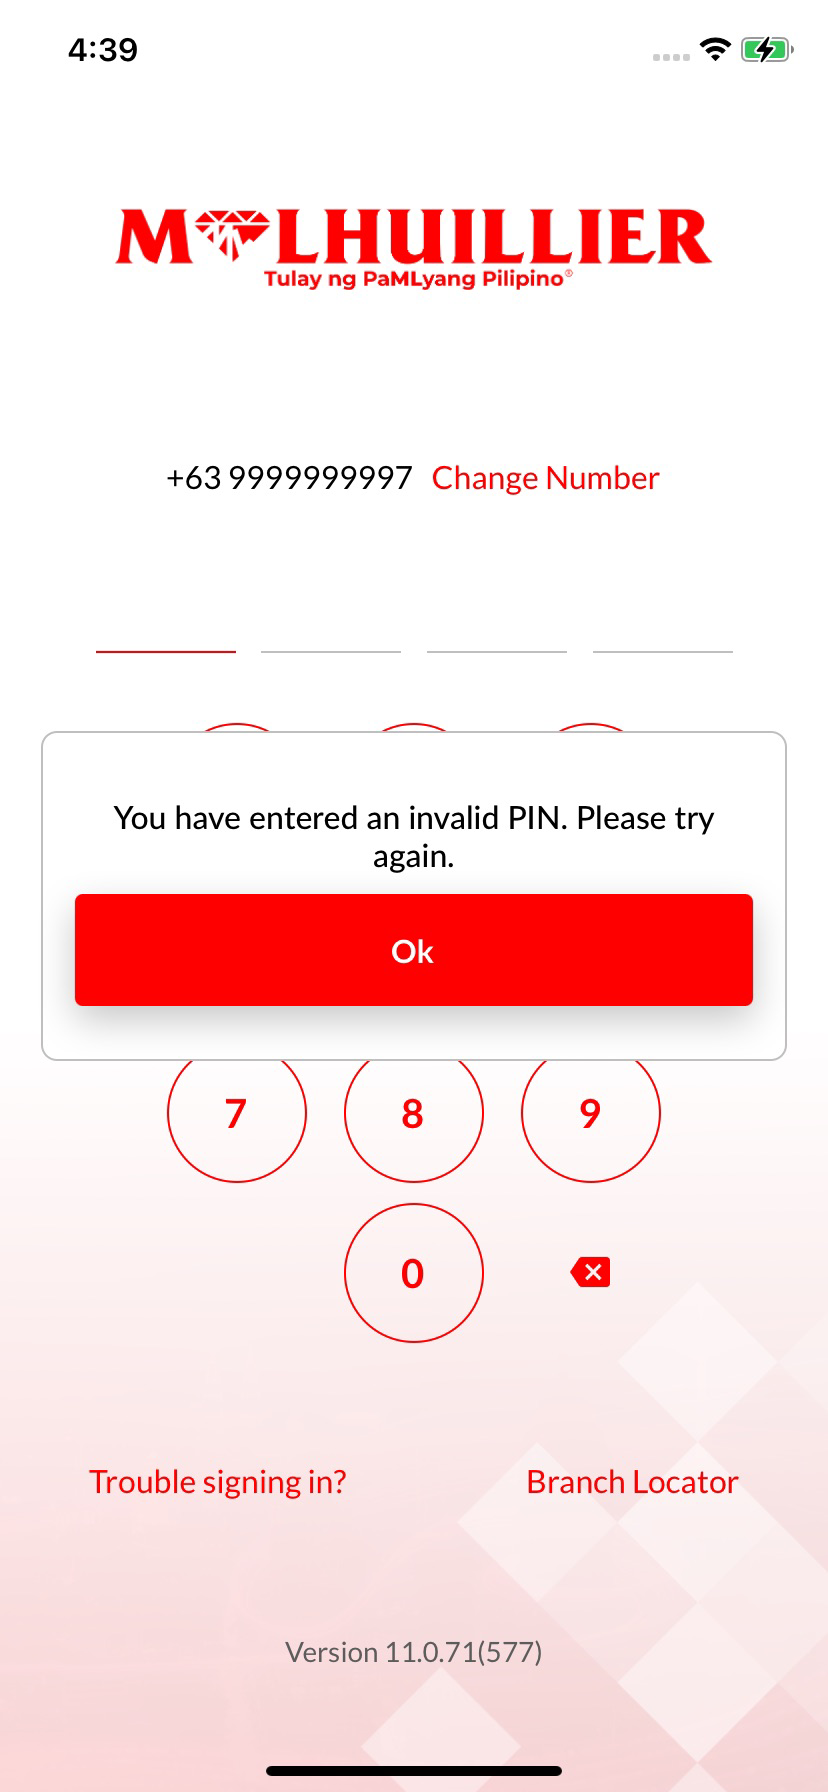 4:39
M LHUILLIER
Tulay ng PaMLyang Pilipino®
+63 9999999997 Change Number
You have entered an invalid PIN. Please try
again.
Ok
7 8 9
0
Trouble signing in? Branch Locator
Version 11.0.71(577)